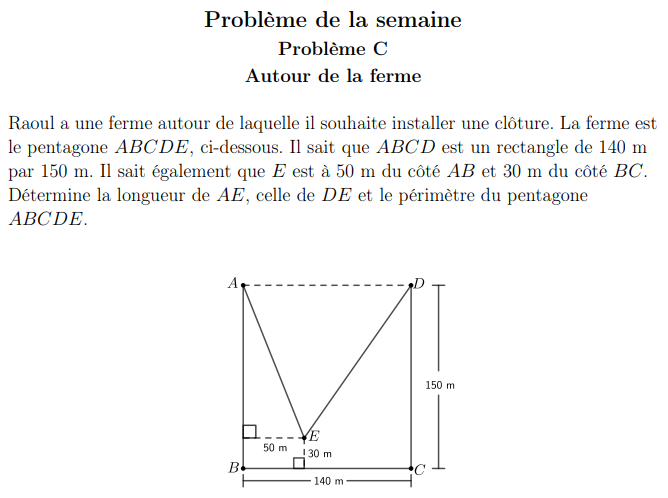 Problème de la semaine
Problème C
Autour de la ferme
Raoul a une ferme autour de laquelle il souhaite installer une clôture. La ferme est
le pentagone ABCDE, ci-dessous. Il sait que ABCD est un rectangle de 140 m
par 150 m. Il sait également que E est à 50 m du côté AB et 30 m du côté BC.
Détermine la longueur de AE, celle de DE et le périmètre du pentagone
ABCDE.
A
D
150 m
E
50 m
30 m
B
C
140 m